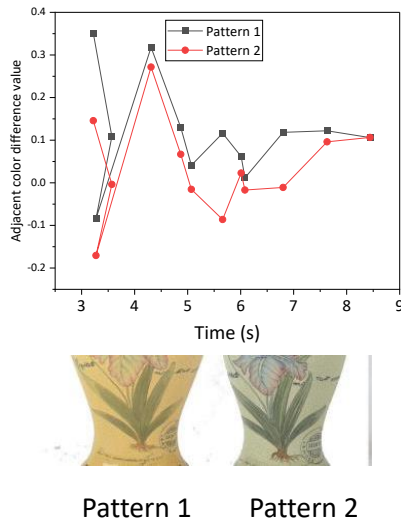 0.4
0.3
0.2
0.1
0.0
-0.1
-0.2
Adjacent color difference value
Pattern 1
Pattern 2
3 4 5 6 7 8 9
Time (s)
Pattern 1 Pattern 2